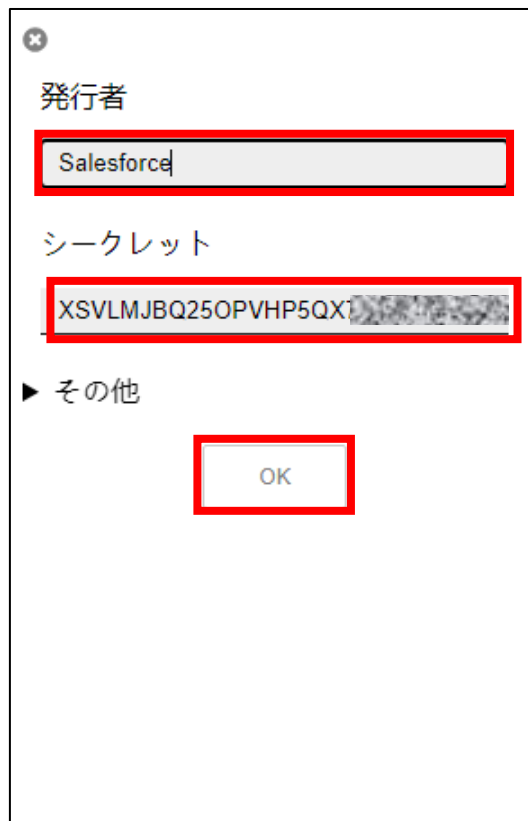 発行者
Salesforce
シークレット
XSVLMJBQ25OPVHP5QX
▶ その他
OK